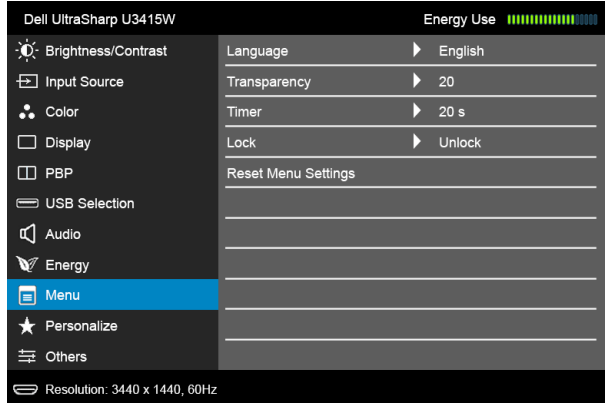 Dell UltraSharp U3415W Energy Use
Brightness/Contrast Language English
Input Source Transparency 20
Color Timer 20 s
Display Lock Unlock
PBP Reset Menu Settings
USB Selection
Audio
Energy
Menu
Personalize
Others
Resolution: 3440 x 1440, 60Hz